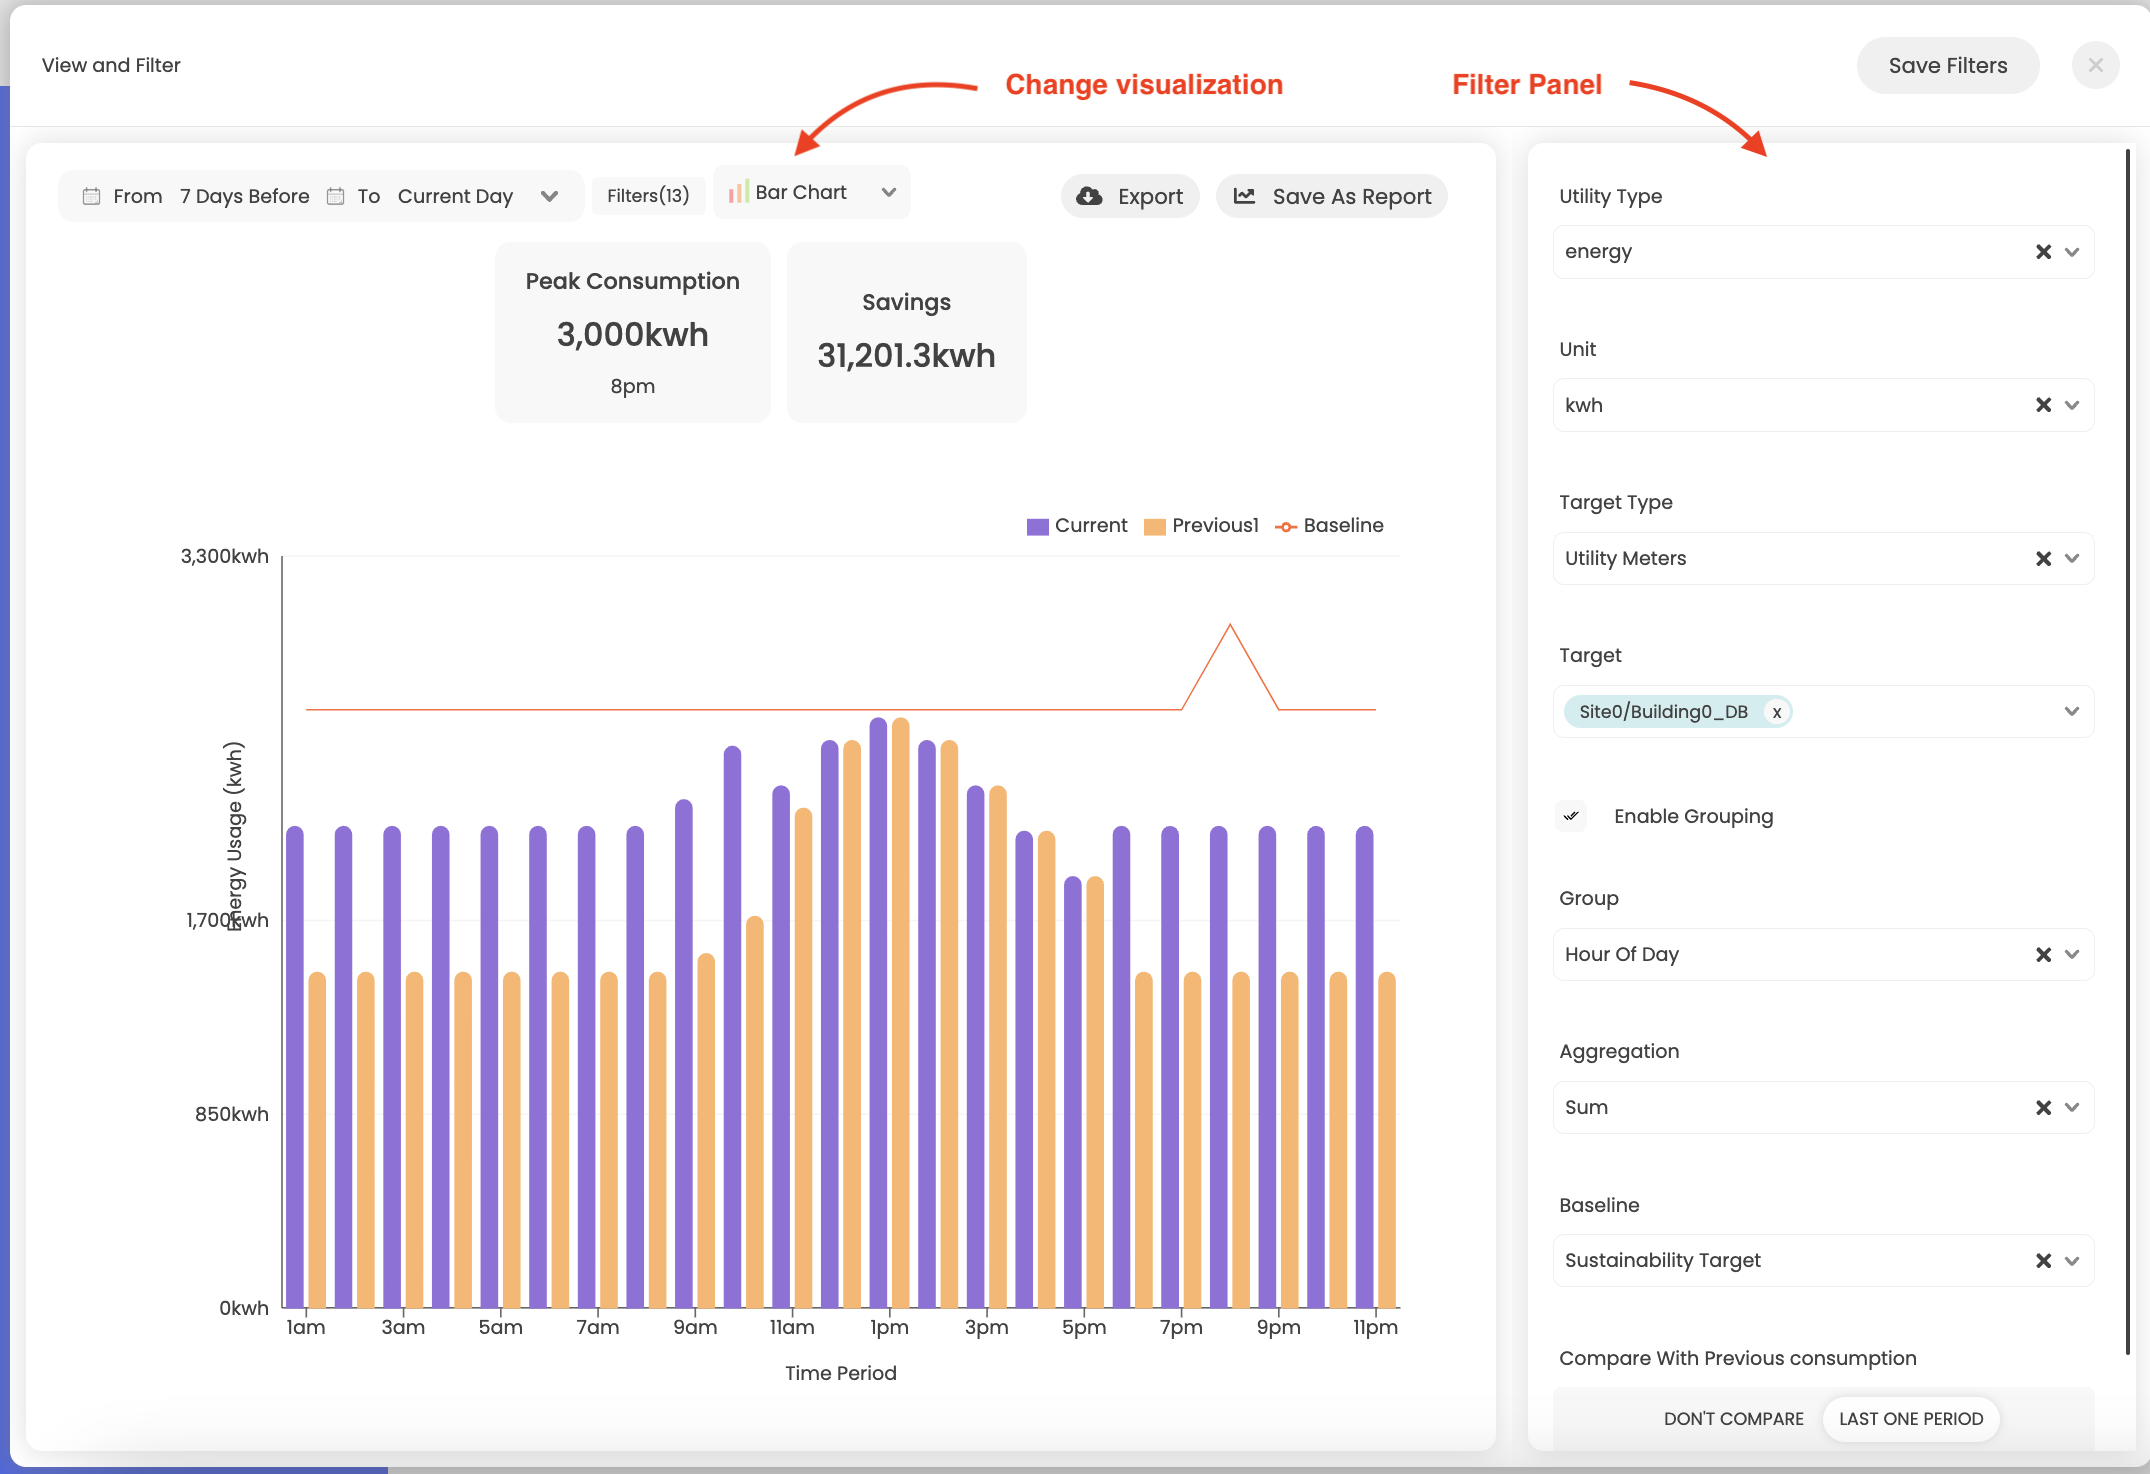 View and Filter
Change visualization
Filter Panel
Save Filters
From 7 Days Before To Current Day
Filters(13)
Bar Chart
Export
Save As Report
Peak Consumption
3,000kwh
8pm
Savings
31,201.3kwh
Current Previous1 Baseline
3,300kwh
1,700kwh
850kwh
0kwh
Energy Usage (kwh)
1am 3am 5am 7am 9am 11am 1pm 3pm 5pm 7pm 9pm 11pm
Time Period
Utility Type
energy
Unit
kwh
Target Type
Utility Meters
Target
Site0/Building0_DB x
Enable Grouping
Group
Hour Of Day
Aggregation
Sum
Baseline
Sustainability Target
Compare With Previous consumption
DON'T COMPARE LAST ONE PERIOD